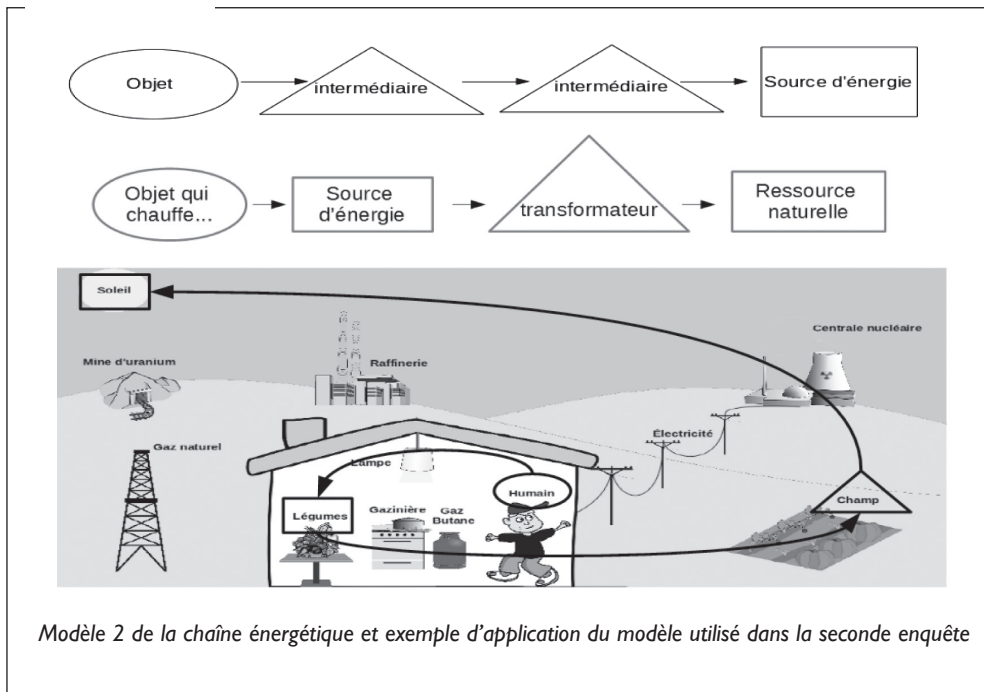 Objet
intermédiaire
intermédiaire
Source d'énergie
Objet qui
chauffe...
Source
d'énergie
transformateur
Ressource
naturelle
Soleil
Centrale nucléaire
Mine d'uranium
Raffinerie
Électricité
Gaz naturel
Lampe
Humain
Champ
Légumes
Gazinière
Gaz
Butane
Modèle 2 de la chaîne énergétique et exemple d'application du modèle utilisé dans la seconde enquête